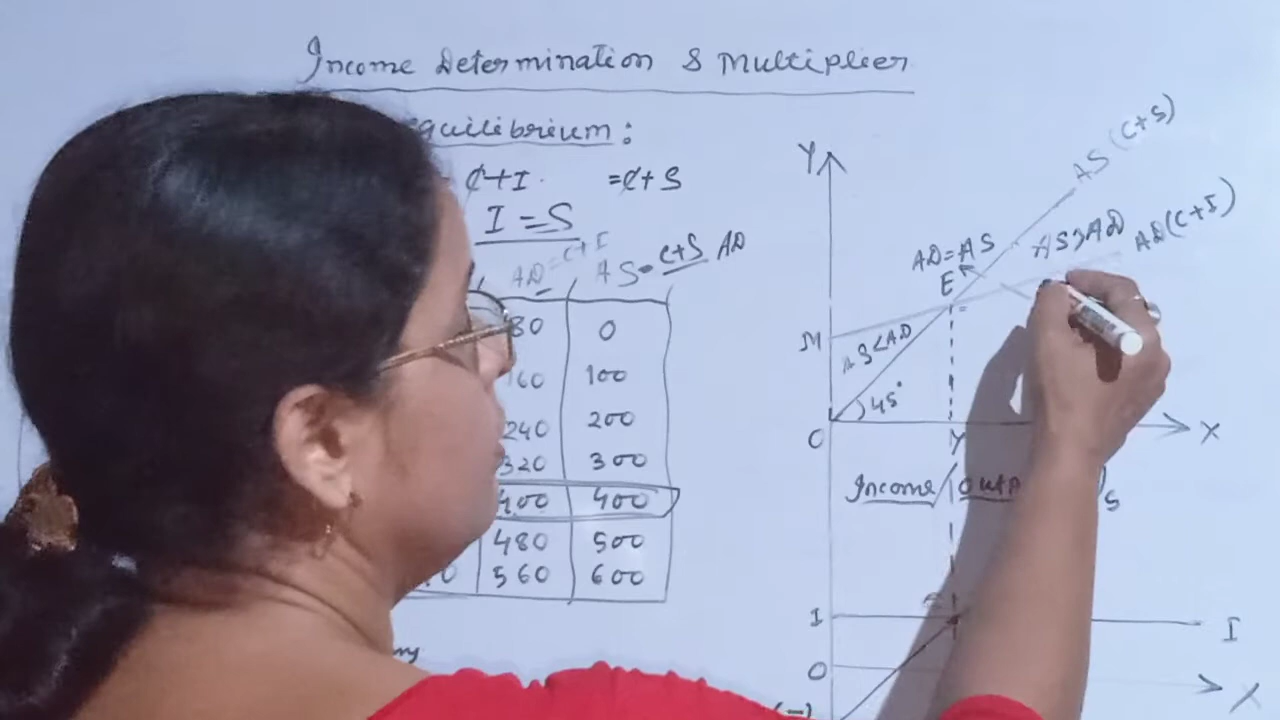 Income Determination & Multiplier
equilibrium:
C+I =C+S
I=S
AD=C+I AS=C+S AD
80 0
160 100
240 200
320 300
400 400
480 500
560 600
Y
AS (C+S)
AD=AS
AS>AD
AD(C+I)
E
M
AS<AD
45°
O
Y
X
Income/
S
I
I
O
X
(-)